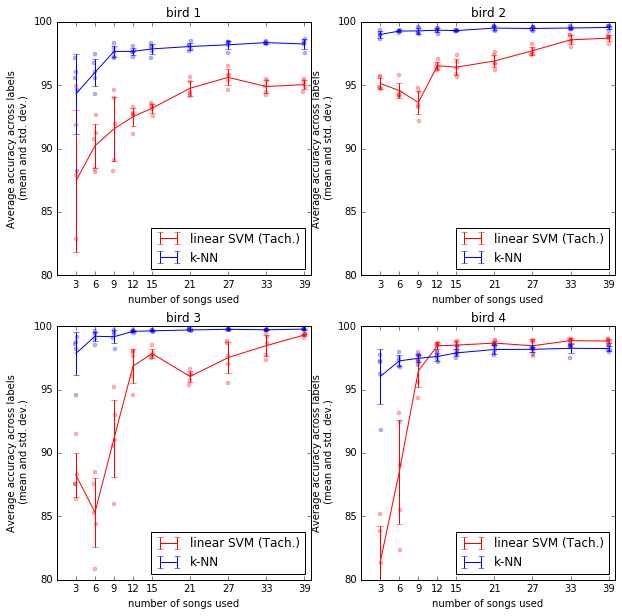 bird 1
100
95
90
85
80
Average accuracy across labels
(mean and std. dev.)
3 6 9 12 15 21 27 33 39
number of songs used
linear SVM (Tach.)
k-NN
bird 2
100
95
90
85
80
Average accuracy across labels
(mean and std. dev.)
3 6 9 12 15 21 27 33 39
number of songs used
linear SVM (Tach.)
k-NN
bird 3
100
95
90
85
80
Average accuracy across labels
(mean and std. dev.)
3 6 9 12 15 21 27 33 39
number of songs used
linear SVM (Tach.)
k-NN
bird 4
100
95
90
85
80
Average accuracy across labels
(mean and std. dev.)
3 6 9 12 15 21 27 33 39
number of songs used
linear SVM (Tach.)
k-NN